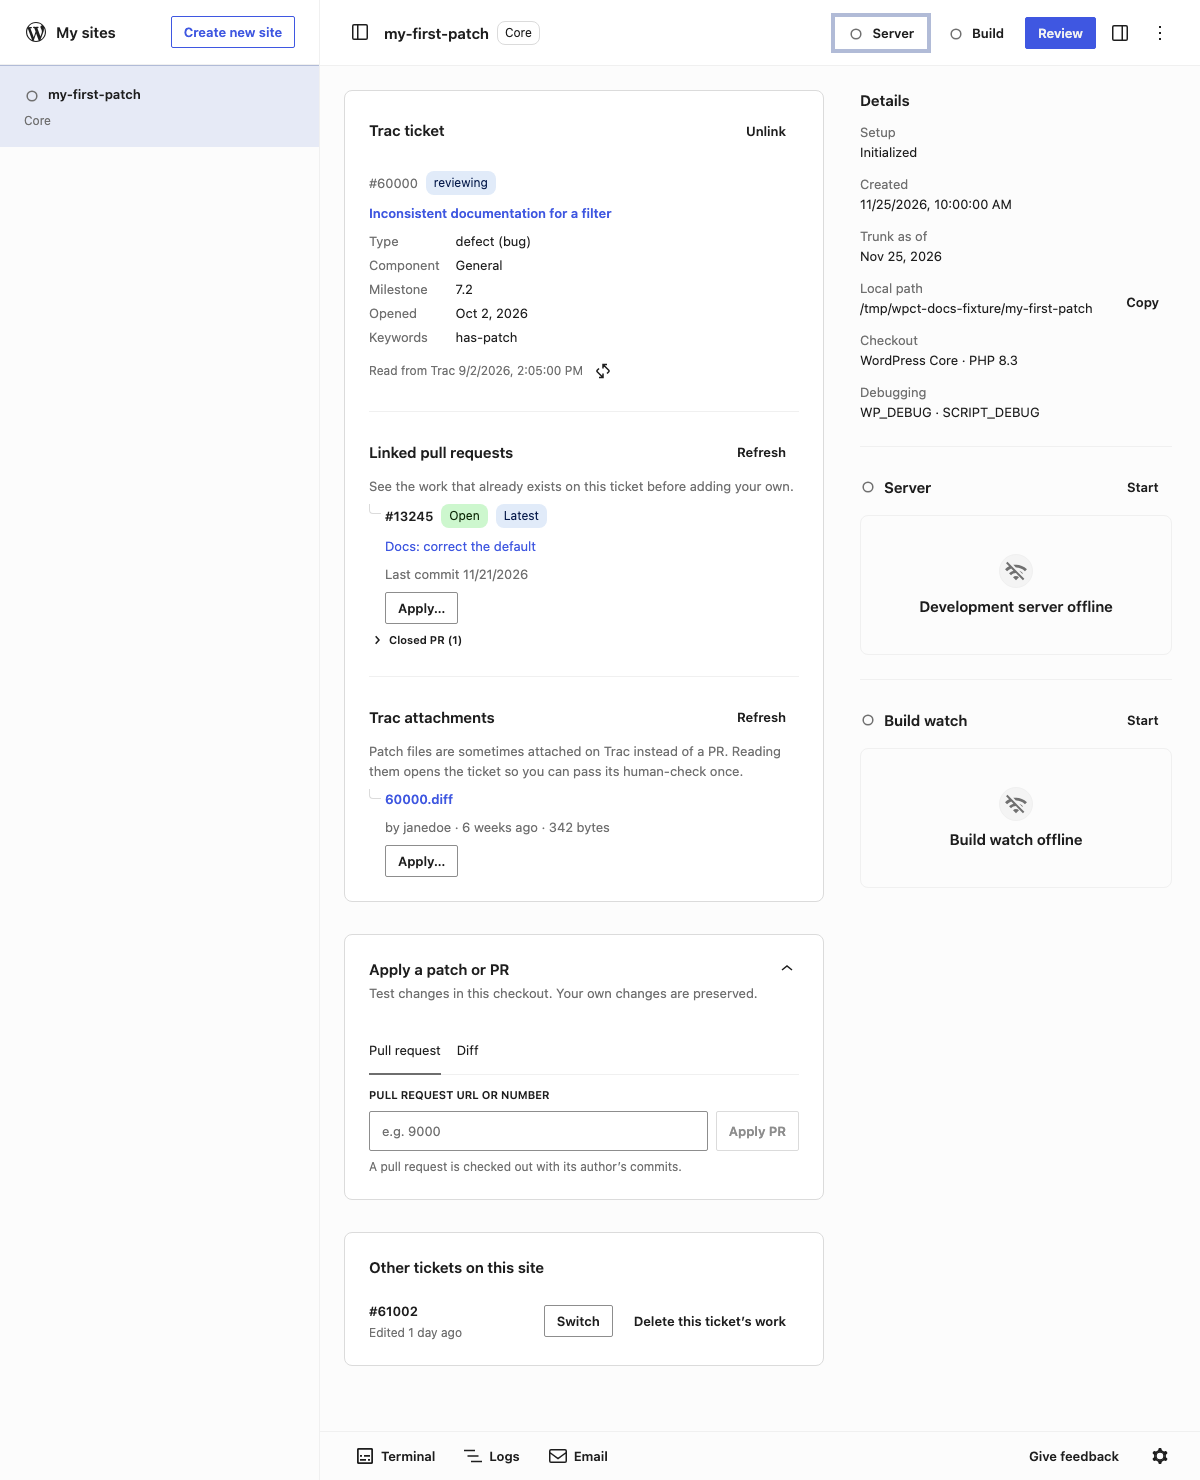 My sites
Create new site
my-first-patch
Core
my-first-patch
Core
Server
Build
Review
Trac ticket
Unlink
#60000
reviewing
Inconsistent documentation for a filter
Type defect (bug)
Component General
Milestone 7.2
Opened Oct 2, 2026
Keywords has-patch
Read from Trac 9/2/2026, 2:05:00 PM
Linked pull requests
Refresh
See the work that already exists on this ticket before adding your own.
#13245
Open
Latest
Docs: correct the default
Last commit 11/21/2026
Apply...
Closed PR (1)
Trac attachments
Refresh
Patch files are sometimes attached on Trac instead of a PR. Reading
them opens the ticket so you can pass its human-check once.
60000.diff
by janedoe · 6 weeks ago · 342 bytes
Apply...
Apply a patch or PR
Test changes in this checkout. Your own changes are preserved.
Pull request
Diff
PULL REQUEST URL OR NUMBER
e.g. 9000
Apply PR
A pull request is checked out with its author’s commits.
Other tickets on this site
#61002
Edited 1 day ago
Switch
Delete this ticket’s work
Details
Setup
Initialized
Created
11/25/2026, 10:00:00 AM
Trunk as of
Nov 25, 2026
Local path
/tmp/wpct-docs-fixture/my-first-patch
Copy
Checkout
WordPress Core · PHP 8.3
Debugging
WP_DEBUG · SCRIPT_DEBUG
Server
Start
Development server offline
Build watch
Start
Build watch offline
Terminal
Logs
Email
Give feedback